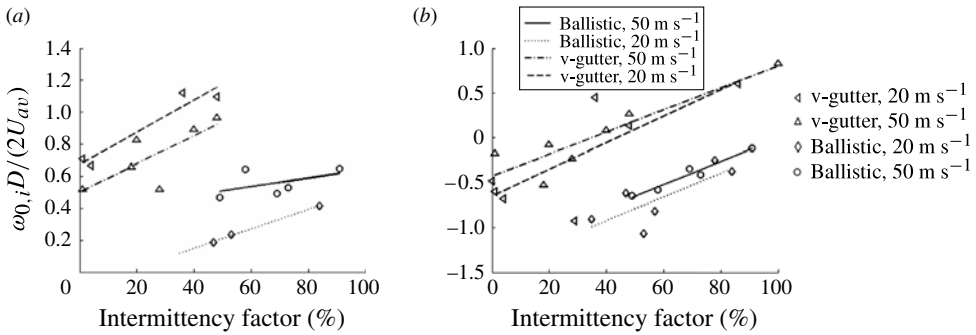 (a)
(b)
Ballistic, 50 m s⁻¹
Ballistic, 20 m s⁻¹
v-gutter, 50 m s⁻¹
v-gutter, 20 m s⁻¹
1.4
1.2
1.0
0.8
0.6
0.4
0.2
0
20
40
60
80
100
ω0,iD/(2Uav)
Intermittency factor (%)
1.0
0.5
0
−0.5
−1.0
−1.5
0
20
40
60
80
100
Intermittency factor (%)
v-gutter, 20 m s⁻¹
v-gutter, 50 m s⁻¹
Ballistic, 20 m s⁻¹
Ballistic, 50 m s⁻¹